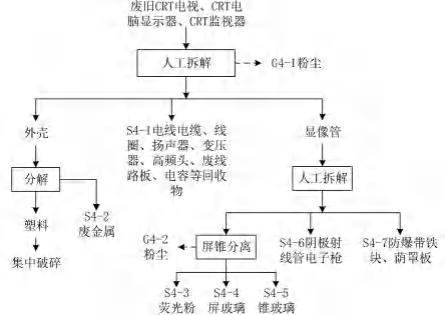 废旧CRT电视、CRT电
脑显示器、CRT监视器
人工拆解
G4-1粉尘
外壳
S4-1电线电缆、线
圈、扬声器、变压
器、高频头、废线
路板、电容等回收
物
显像管
分解
人工拆解
塑料
S4-2
废金属
集中破碎
G4-2
粉尘
屏锥分离
S4-6阴极射
线管电子枪
S4-7防爆带铁
块、荫罩板
S4-3
荧光粉
S4-4
屏玻璃
S4-5
锥玻璃